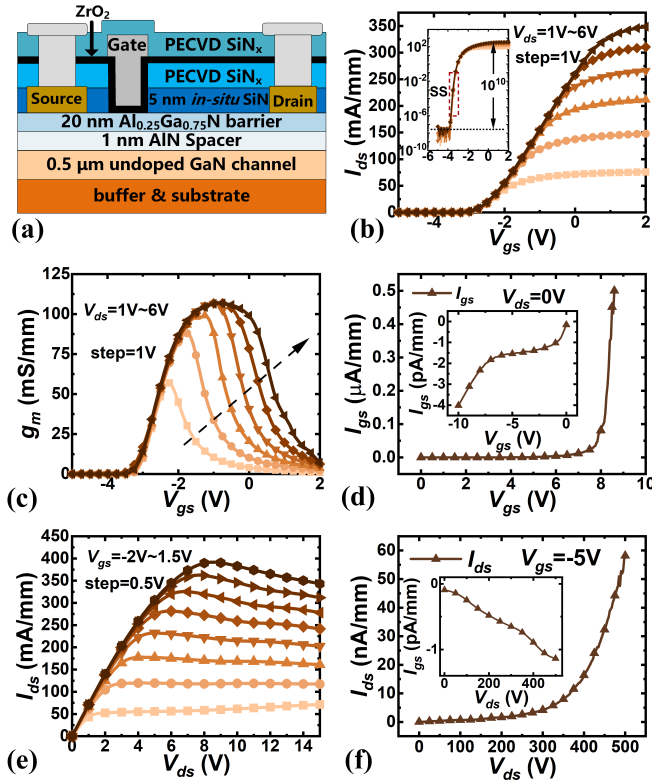 ZrO2
Gate
PECVD SiNx
PECVD SiNx
Source
5 nm in-situ SiN
Drain
20 nm Al0.25Ga0.75N barrier
1 nm AlN Spacer
0.5 μm undoped GaN channel
buffer & substrate
(a)
Ids (mA/mm)
350
300
250
200
150
100
50
0
Vds=1V~6V
step=1V
10^2
10^-2
10^-6
10^-10
SS
10^10
-6 -4 -2 0 2
-4 -2 0 2
Vgs (V)
(b)
gm (mS/mm)
125
100
75
50
25
0
Vds=1V~6V
step=1V
-4 -2 0 2
Vgs (V)
(c)
Igs (μA/mm)
0.5
0.4
0.3
0.2
0.1
0.0
Igs
Vds=0V
Igs (pA/mm)
0
-1
-2
-3
-4
-10 -5 0
Vgs (V)
0 2 4 6 8 10
Vgs (V)
(d)
Ids (mA/mm)
450
400
350
300
250
200
150
100
50
0
Vgs=-2V~1.5V
step=0.5V
0 2 4 6 8 10 12 14
Vds (V)
(e)
Ids (nA/mm)
60
50
40
30
20
10
0
Ids
Vgs=-5V
Igs (pA/mm)
0
-1
0 200 400
Vds (V)
0 100 200 300 400 500
Vds (V)
(f)